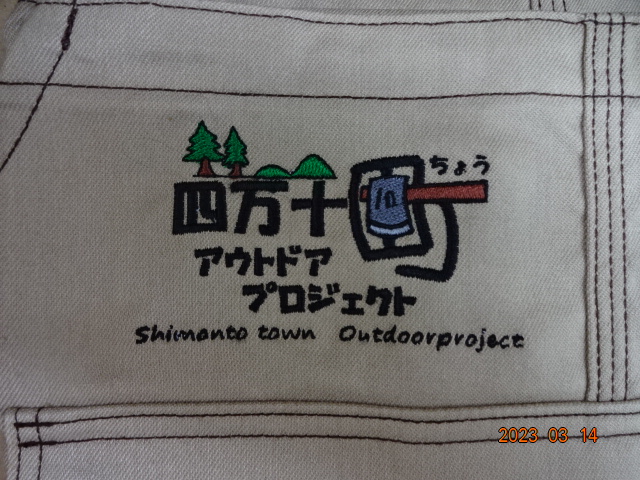 ちょう
四万十町
アウトドア
プロジェクト
Shimanto town Outdoorproject
2023 03 14